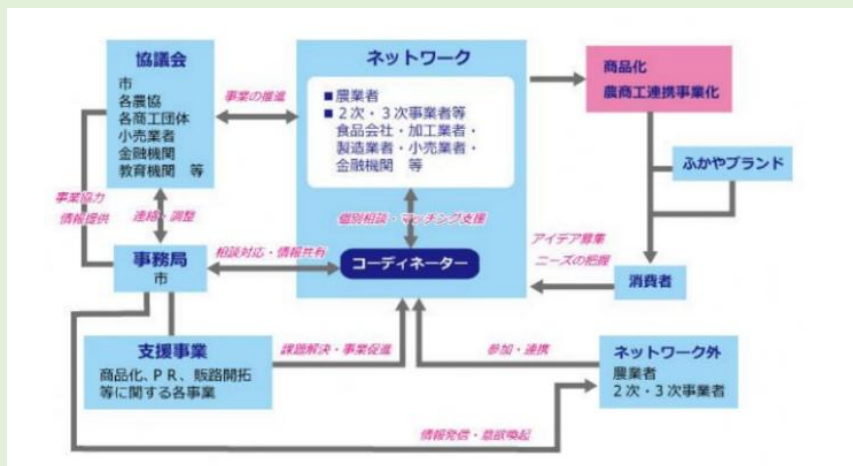 協議会
市
各農協
各商工団体
小売業者
金融機関
教育機関 等
事業の推進
ネットワーク
■農業者
■2次・3次事業者等
食品会社・加工業者・
製造業者・小売業者・
金融機関 等
商品化
農商工連携事業化
ふかやブランド
事業協力
情報提供
連絡・調整
個別相談・マッチング支援
アイデア募集
ニーズの把握
事務局
市
相談対応・情報共有
コーディネーター
消費者
支援事業
商品化、PR、販路開拓
等に関する各事業
課題解決・事業促進
参加・連携
ネットワーク外
農業者
2次・3次事業者
情報発信・意欲喚起